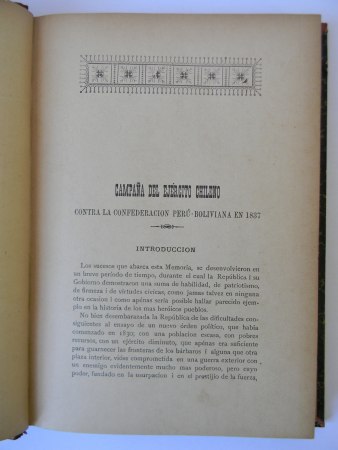 CAMPAÑA DEL EJÉRCITO CHILENO
CONTRA LA CONFEDERACION PERÚ-BOLIVIANA EN 1837
INTRODUCCION
Los sucesos que abarca esta Memoria, se desenvolvieron en
un breve período de tiempo, durante el cual la República i su
Gobierno demostraron una suma de habilidad, de patriotismo,
de firmeza i de virtudes cívicas, como jamas talvez en ninguna
otra ocasion i como apénas seria posible hallar parecido ejem-
plo en la historia de los mas heróicos pueblos.
No bien desembarazada la República de las dificultades con-
siguientes al ensayo de un nuevo órden político, que habia
comenzado en 1830, con una poblacion escasa, con pobres
recursos, con un ejército diminuto, que apénas era suficiente
para guarnecer las fronteras de los bárbaros i alguna que otra
plaza interior, vióse comprometida en una guerra exterior con
un enemigo evidentemente mucho mas poderoso, pero cuyo
poder, fundado en la usurpacion i en el prestijio de la fuerza,